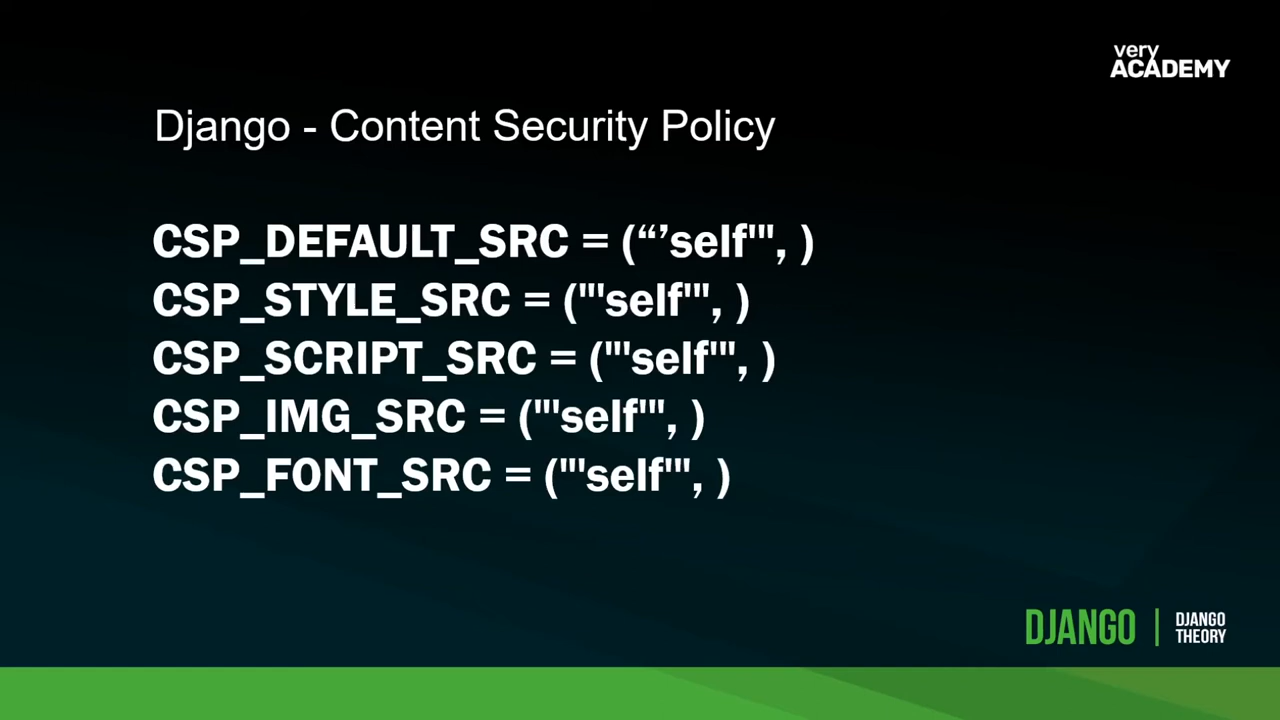 very
ACADEMY
Django - Content Security Policy
CSP_DEFAULT_SRC = (“’self'", )
CSP_STYLE_SRC = ("'self'", )
CSP_SCRIPT_SRC = ("'self'", )
CSP_IMG_SRC = ("'self'", )
CSP_FONT_SRC = ("'self'", )
DJANGO | DJANGO
THEORY